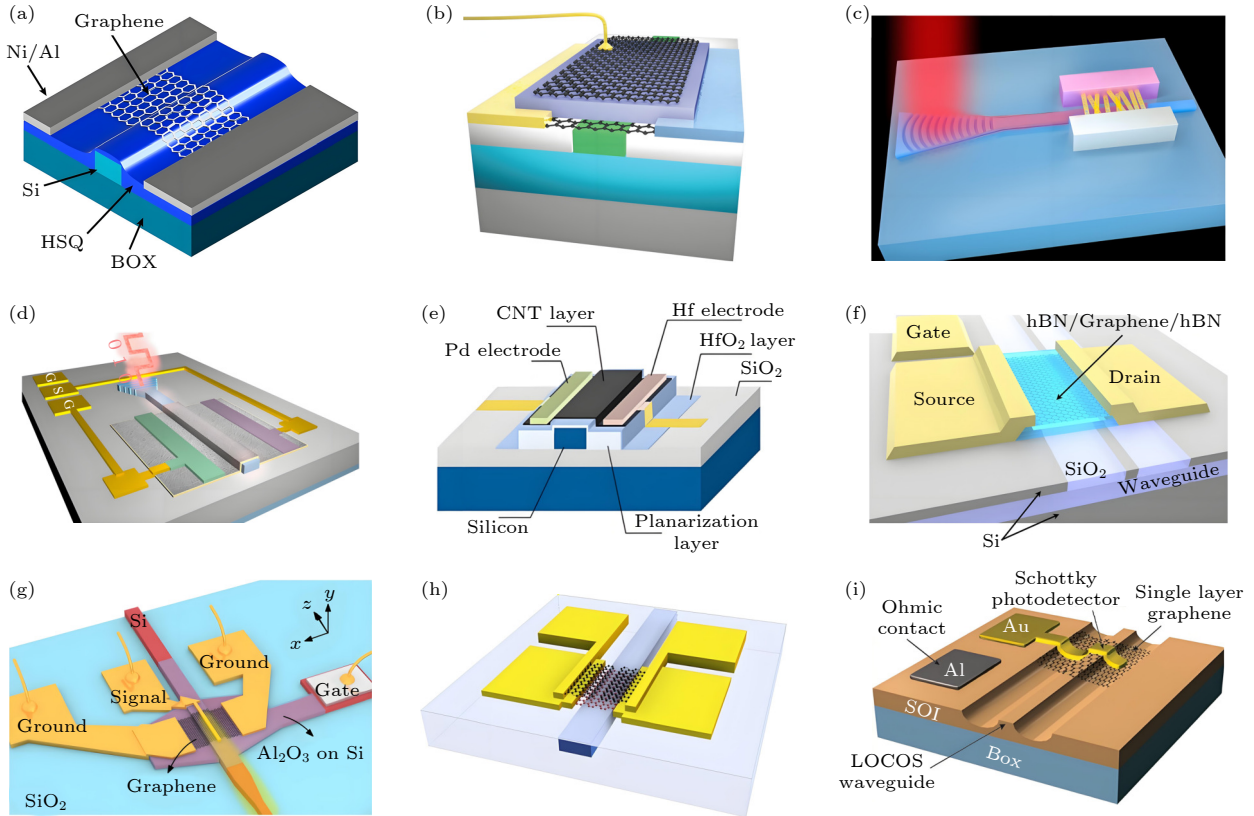 (a)
Graphene
Ni/Al
Si
HSQ
BOX
(b)
(c)
(d)
G S G
(e)
CNT layer
Hf electrode
Pd electrode
HfO₂ layer
SiO₂
Silicon
Planarization
layer
(f)
hBN/Graphene/hBN
Gate
Source
Drain
SiO₂
Waveguide
Si
(g)
Si
z
y
x
Ground
Signal
Gate
Ground
Al₂O₃ on Si
Graphene
SiO₂
(h)
(i)
Schottky
photodetector
Single layer
graphene
Ohmic
contact
Au
Al
SOI
Box
LOCOS
waveguide